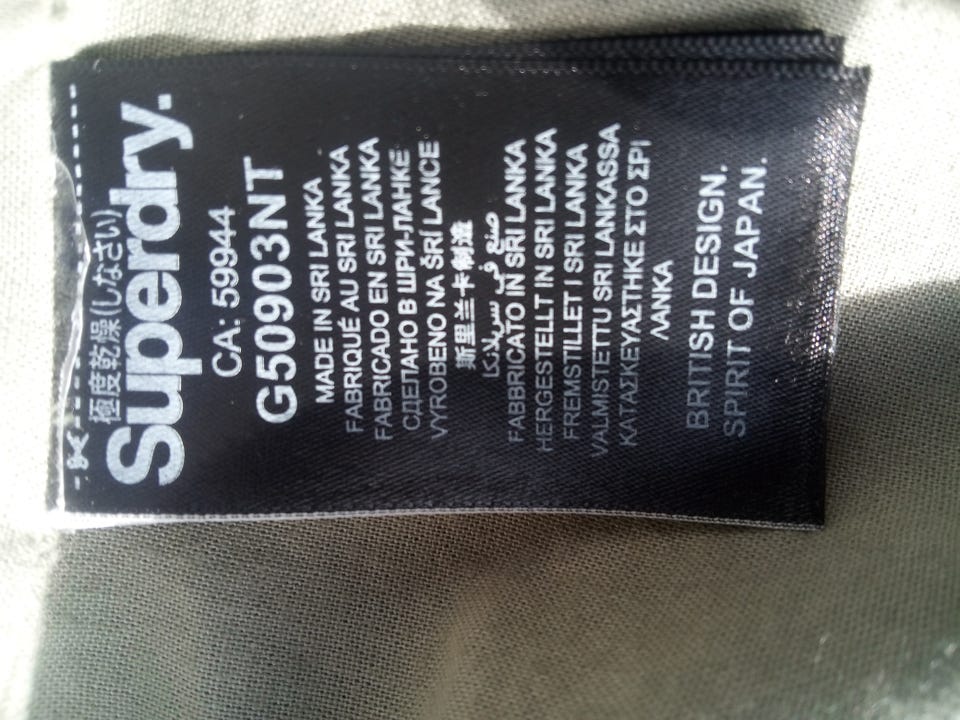 極度乾燥(しなさい)
Superdry.
CA: 59944
G50903NT
MADE IN SRI LANKA
FABRIQUÉ AU SRÍ LANKA
FABRICADO EN SRI LANKA
СДЕЛАНО В ШРИ-ЛАНКЕ
VYROBENO NA ŠRÍ LANCE
斯里兰卡制造
صنع في سريلانكا
FABBRICATO IN SRI LANKA
HERGESTELLT IN SRI LANKA
FREMSTILLET I SRI LANKA
VALMISTETTU SRI LANKASSA
ΚΑΤΑΣΚΕΥΑΣΤΗΚΕ ΣΤΟ ΣΡΙ
ΛΑΝΚΑ
BRITISH DESIGN.
SPIRIT OF JAPAN.